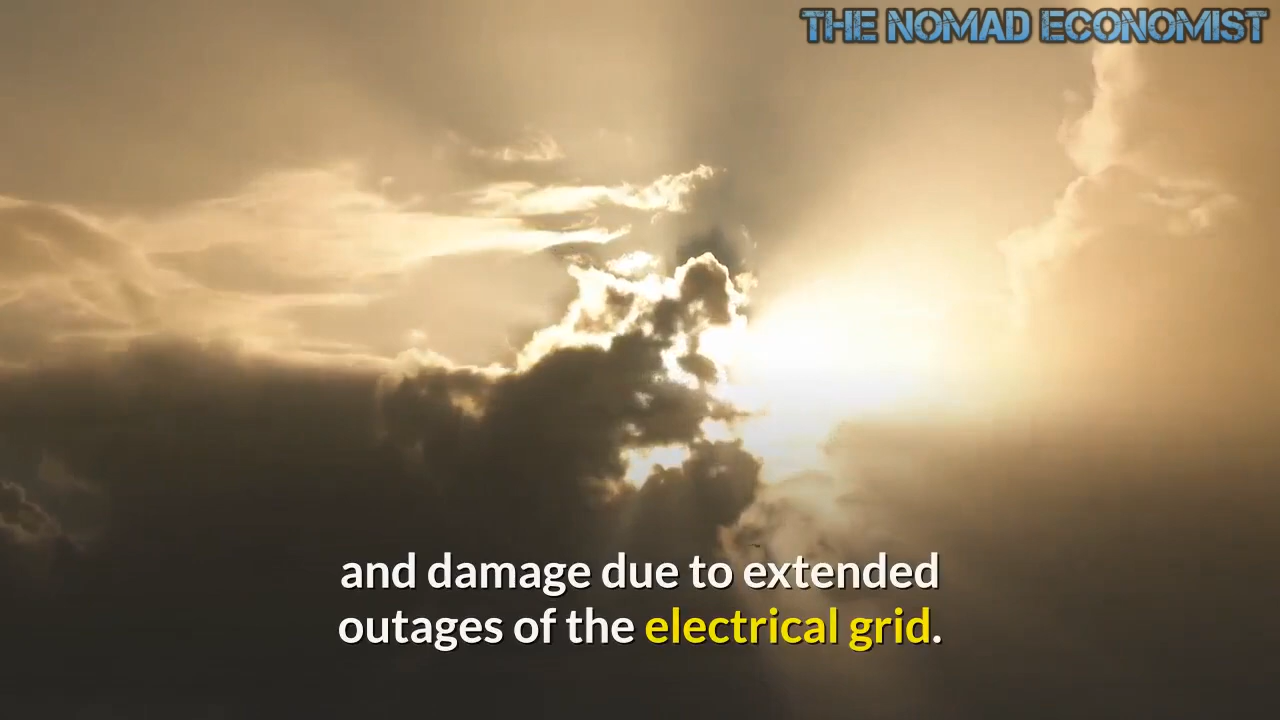 THE NOMAD ECONOMIST
and damage due to extended
outages of the electrical grid.